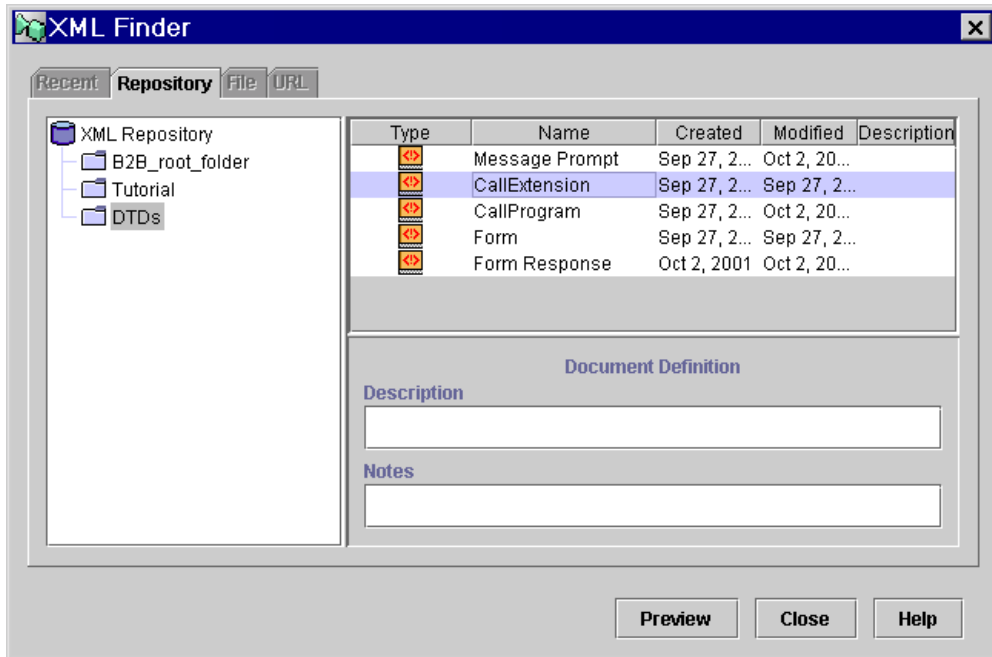 XML Finder
Recent Repository File URL
XML Repository
B2B_root_folder
Tutorial
DTDs
Type Name Created Modified Description
Message Prompt Sep 27, 2... Oct 2, 20...
CallExtension Sep 27, 2... Sep 27, 2...
CallProgram Sep 27, 2... Oct 2, 20...
Form Sep 27, 2... Sep 27, 2...
Form Response Oct 2, 2001 Oct 2, 20...
Document Definition
Description
Notes
Preview Close Help